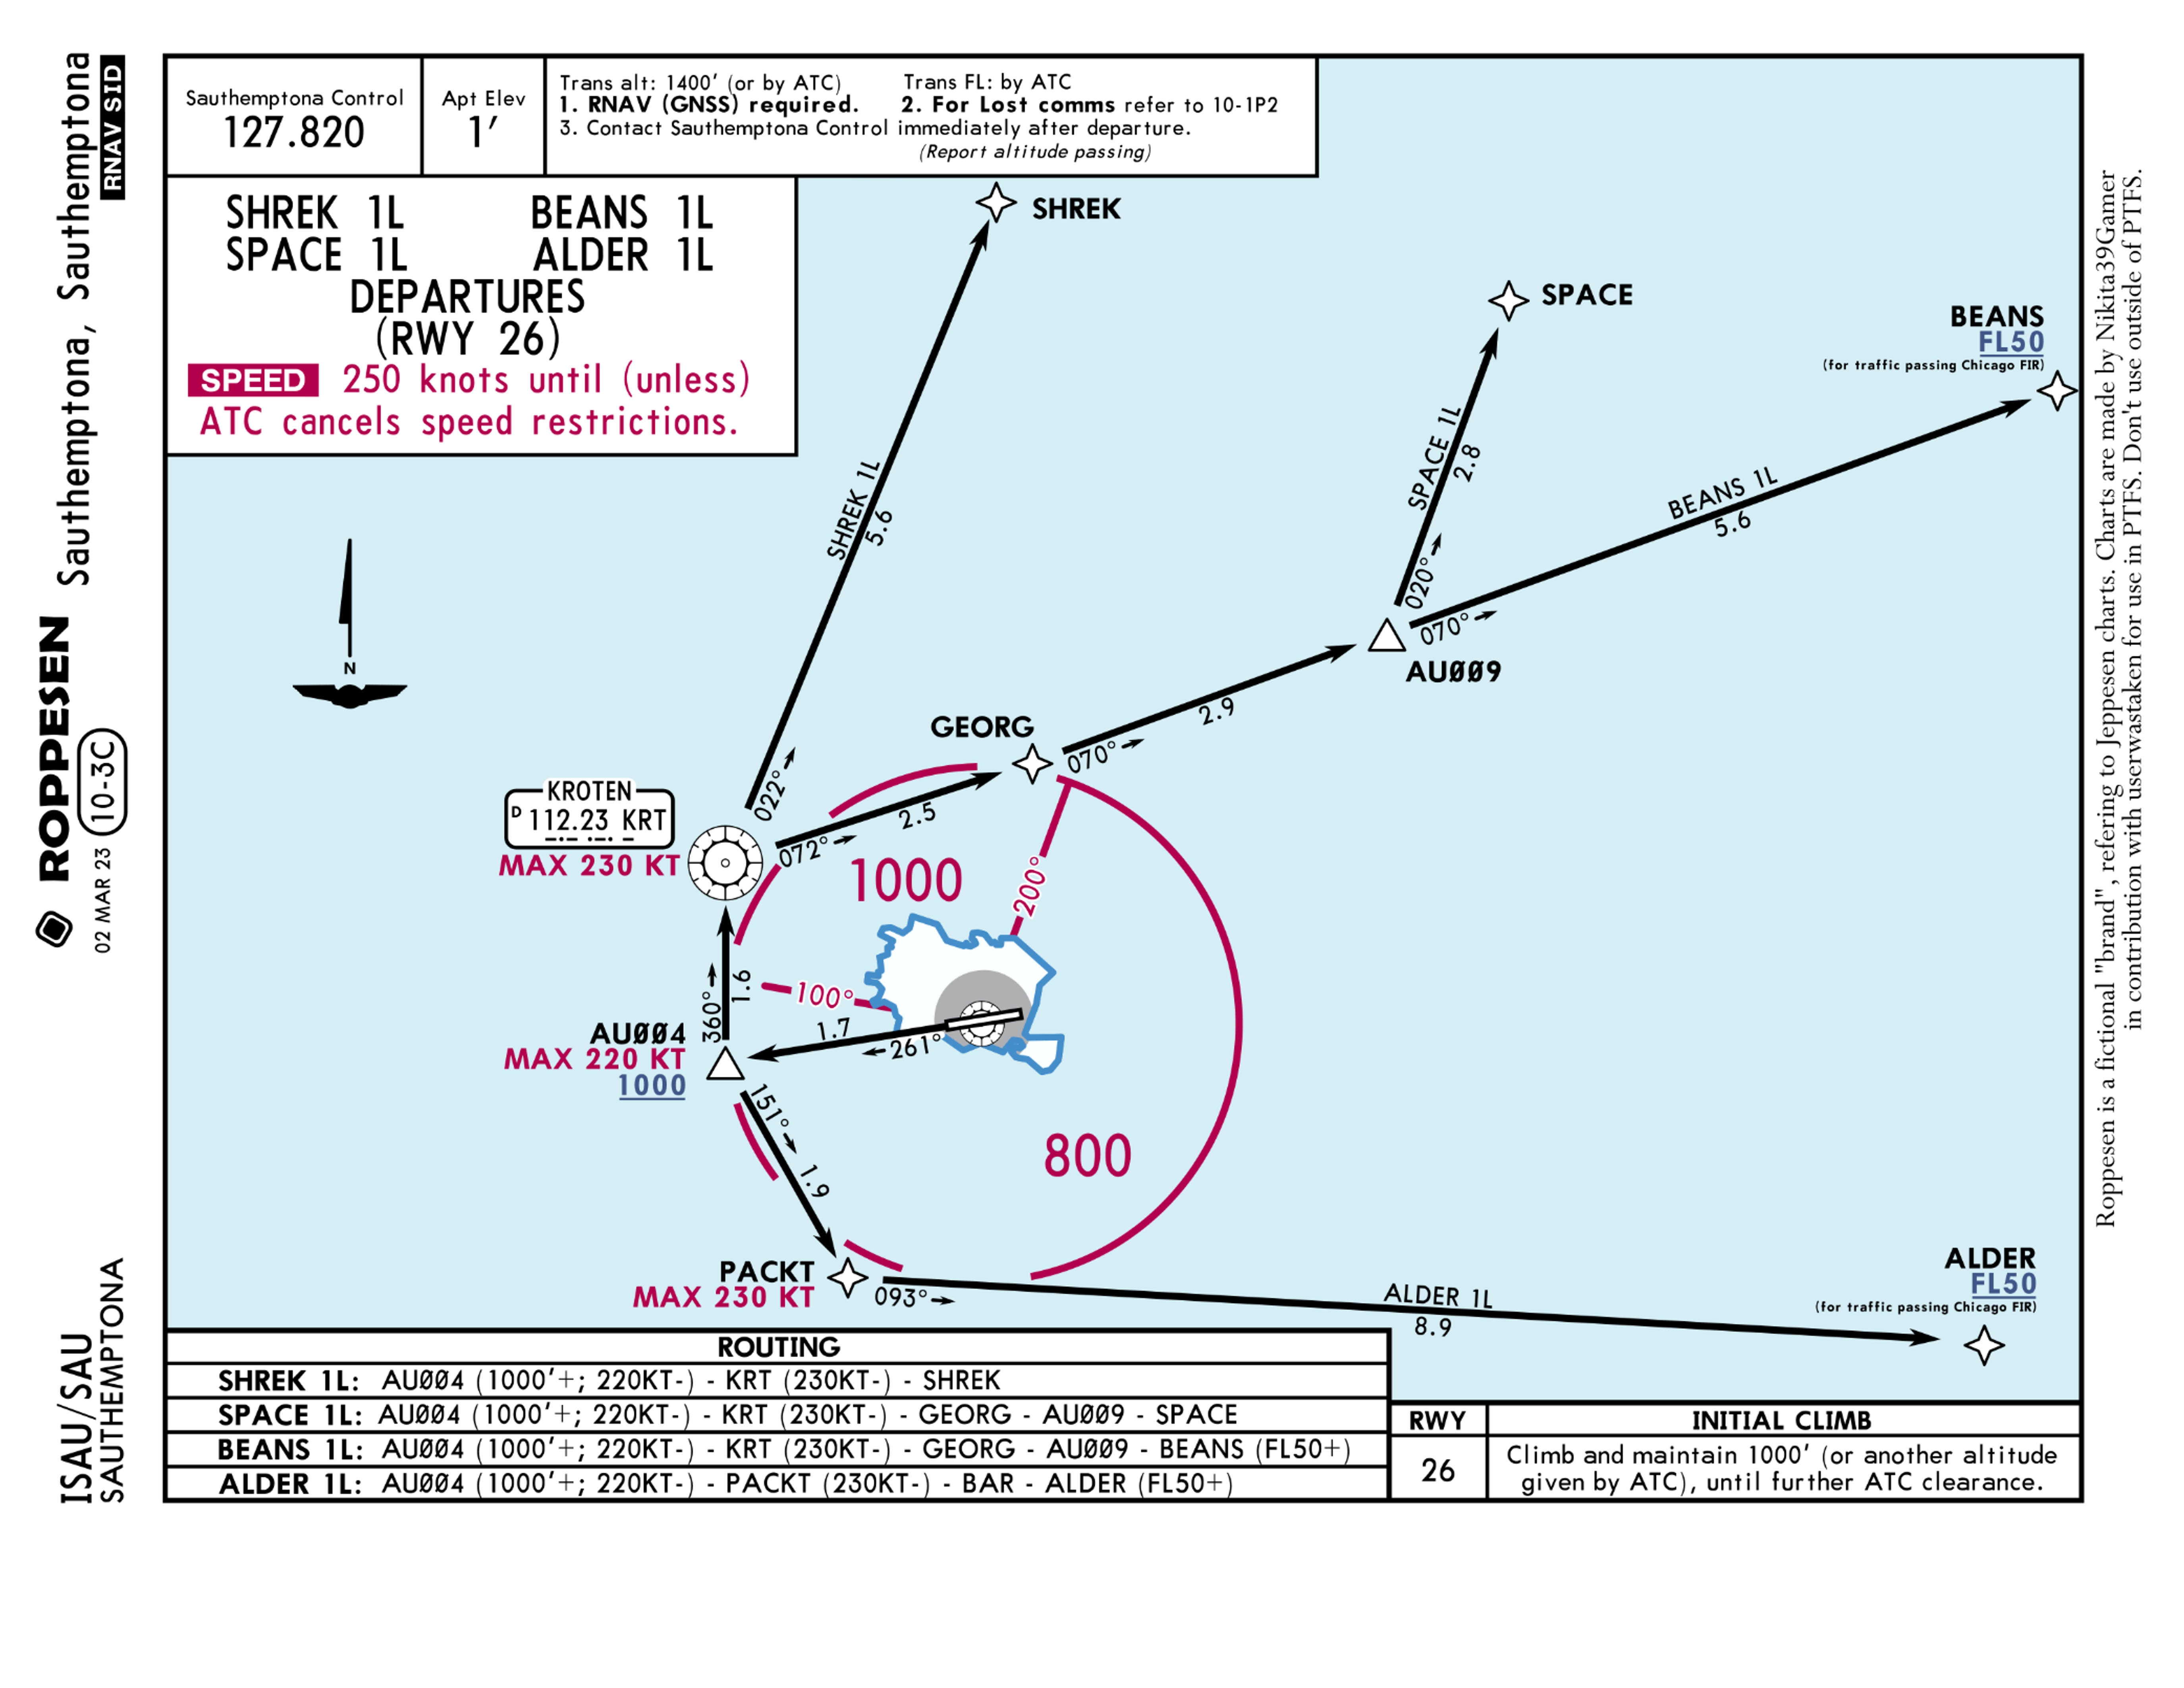 Sauthemptona, Sauthemptona
RNAV SID
ROPPESEN
10-3C
02 MAR 23
ISAU/SAU
SAUTHEMPTONA
Sauthemptona Control
127.820
Apt Elev
1'
Trans alt: 1400' (or by ATC) Trans FL: by ATC
1. RNAV (GNSS) required. 2. For Lost comms refer to 10-1P2
3. Contact Sauthemptona Control immediately after departure.
(Report altitude passing)
SHREK 1L BEANS 1L
SPACE 1L ALDER 1L
DEPARTURES
(RWY 26)
SPEED 250 knots until (unless)
ATC cancels speed restrictions.
N
SHREK
SHREK 1L
5.6
022°
SPACE
SPACE 1L
2.8
020°
BEANS
FL50
(for traffic passing Chicago FIR)
BEANS 1L
5.6
070°
AUØØ9
2.9
070°
GEORG
2.5
072°
KROTEN
D 112.23 KRT
MAX 230 KT
1000
200°
100°
360°
1.6
1.7
261°
AUØØ4
MAX 220 KT
1000
151°
1.9
800
PACKT
MAX 230 KT
093°
ALDER 1L
8.9
ALDER
FL50
(for traffic passing Chicago FIR)
ROUTING
SHREK 1L: AUØØ4 (1000'+; 220KT-) - KRT (230KT-) - SHREK
SPACE 1L: AUØØ4 (1000'+; 220KT-) - KRT (230KT-) - GEORG - AUØØ9 - SPACE
BEANS 1L: AUØØ4 (1000'+; 220KT-) - KRT (230KT-) - GEORG - AUØØ9 - BEANS (FL50+)
ALDER 1L: AUØØ4 (1000'+; 220KT-) - PACKT (230KT-) - BAR - ALDER (FL50+)
RWY INITIAL CLIMB
26
Climb and maintain 1000' (or another altitude
given by ATC), until further ATC clearance.
Roppesen is a fictional "brand", refering to Jeppesen charts. Charts are made by Nikita39Gamer
in contribution with userwastaken for use in PTFS. Don't use outside of PTFS.